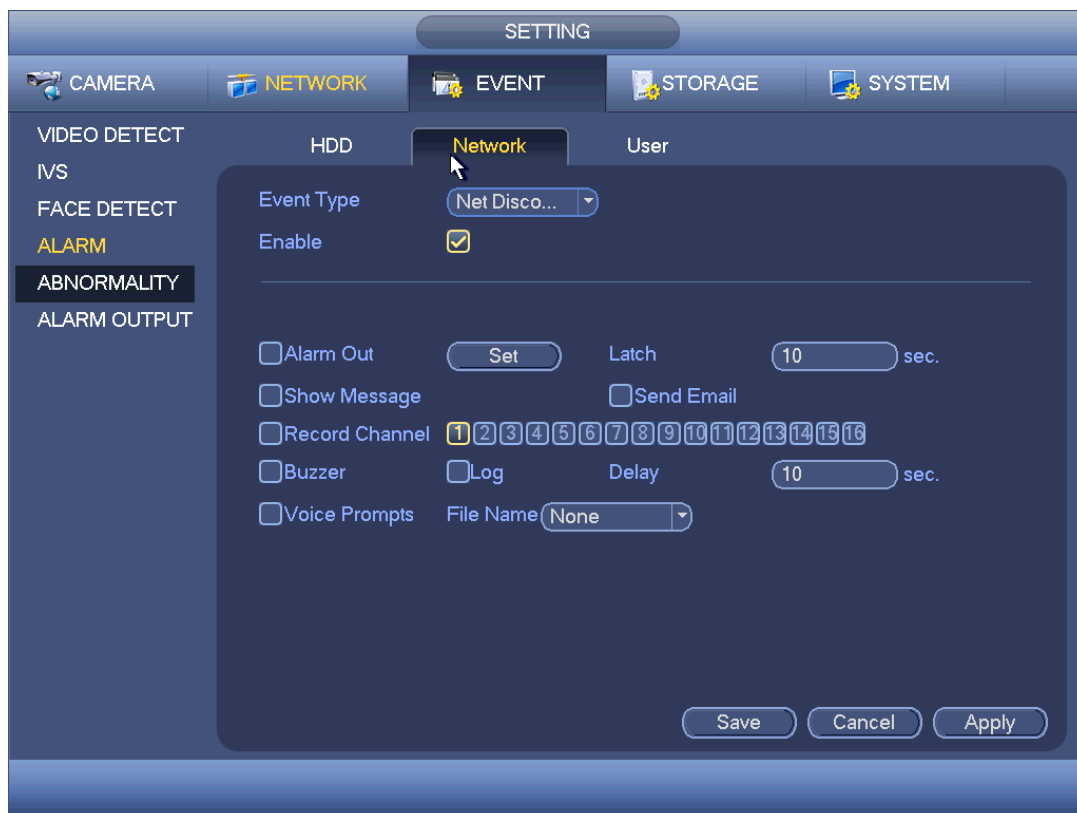 SETTING
CAMERA NETWORK EVENT STORAGE SYSTEM
VIDEO DETECT
IVS
FACE DETECT
ALARM
ABNORMALITY
ALARM OUTPUT
HDD Network User
Event Type Net Disco...
Enable
Alarm Out Set Latch 10 sec.
Show Message Send Email
Record Channel 1 2 3 4 5 6 7 8 9 10 11 12 13 14 15 16
Buzzer Log Delay 10 sec.
Voice Prompts File Name None
Save Cancel Apply